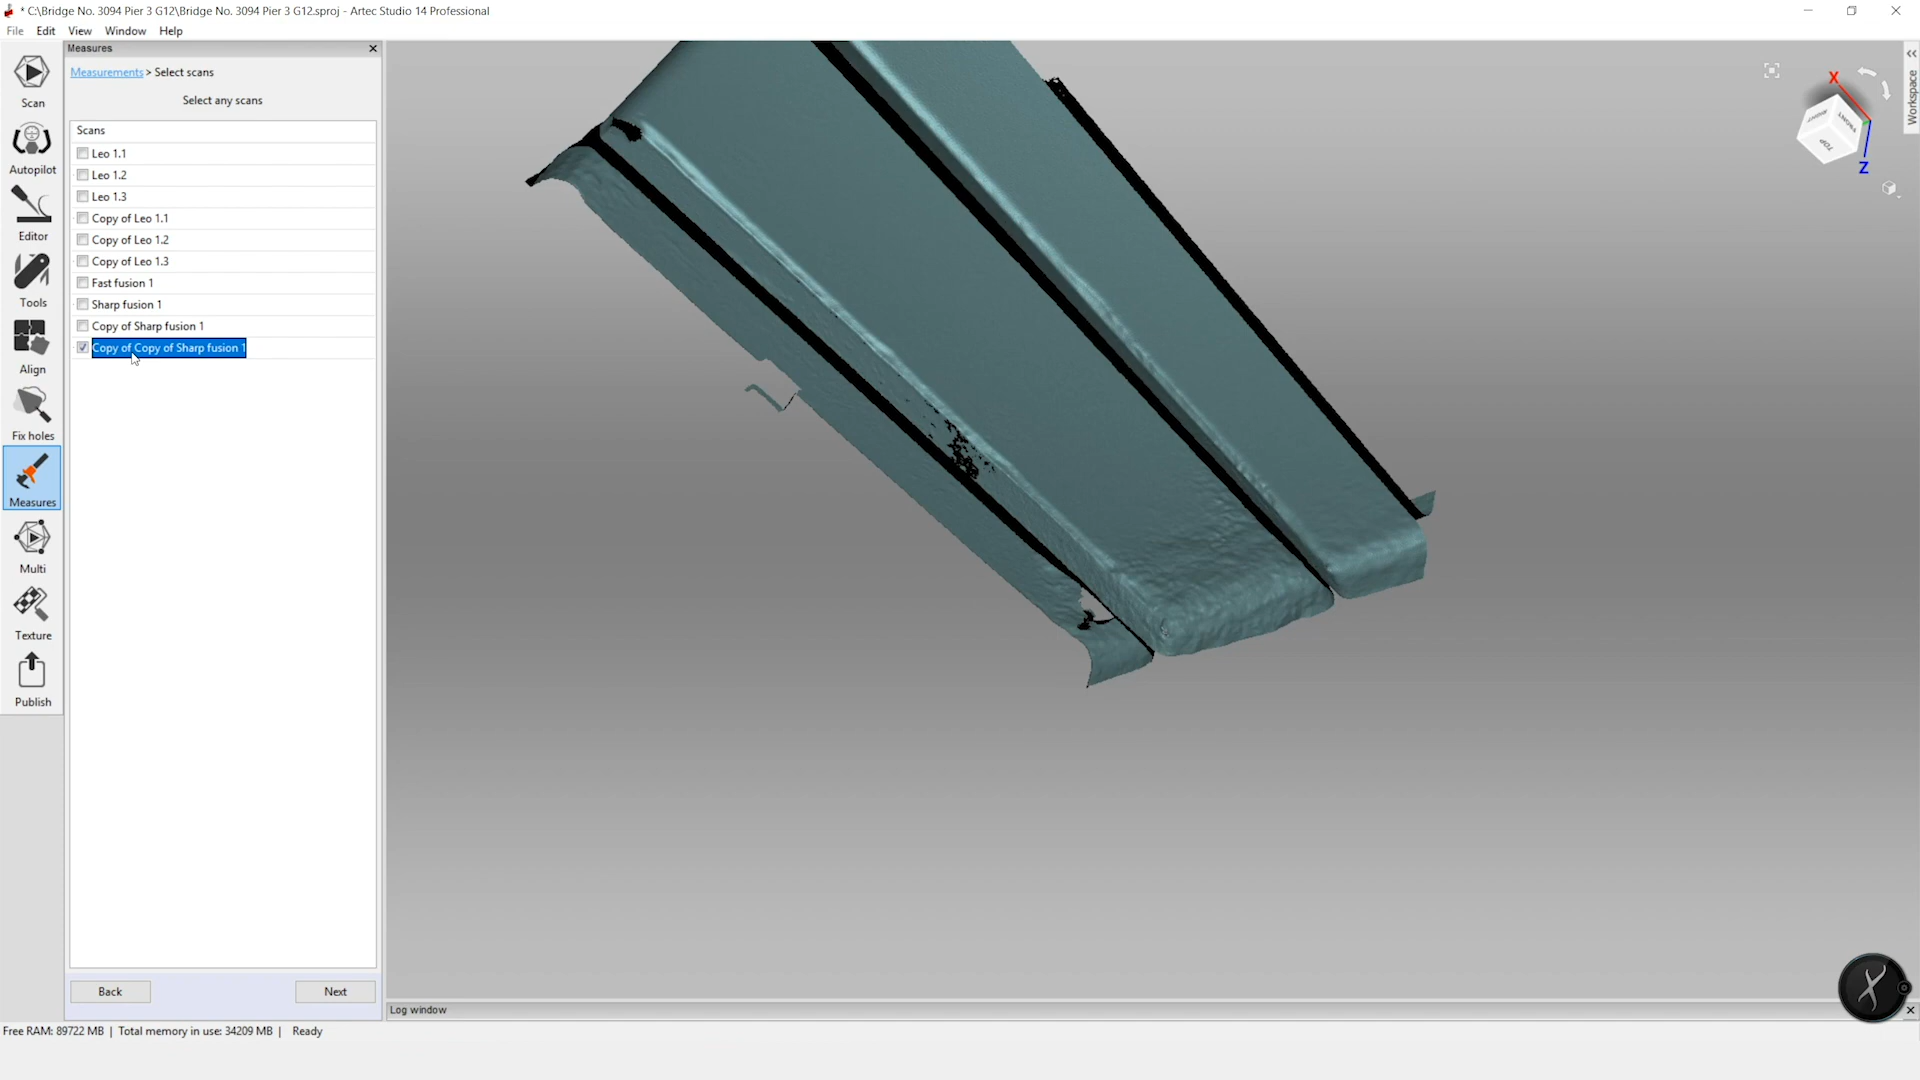 * C:\Bridge No. 3094 Pier 3 G12\Bridge No. 3094 Pier 3 G12.sproj - Artec Studio 14 Professional
File Edit View Window Help
Measures
Measurements > Select scans
Select any scans
Scans
Leo 1.1
Leo 1.2
Leo 1.3
Copy of Leo 1.1
Copy of Leo 1.2
Copy of Leo 1.3
Fast fusion 1
Sharp fusion 1
Copy of Sharp fusion 1
Copy of Copy of Sharp fusion 1
Back
Next
Scan
Autopilot
Editor
Tools
Align
Fix holes
Measures
Multi
Texture
Publish
X
RIGHT
FRONT
TOP
Z
Workspace
Log window
Free RAM: 89722 MB | Total memory in use: 34209 MB | Ready